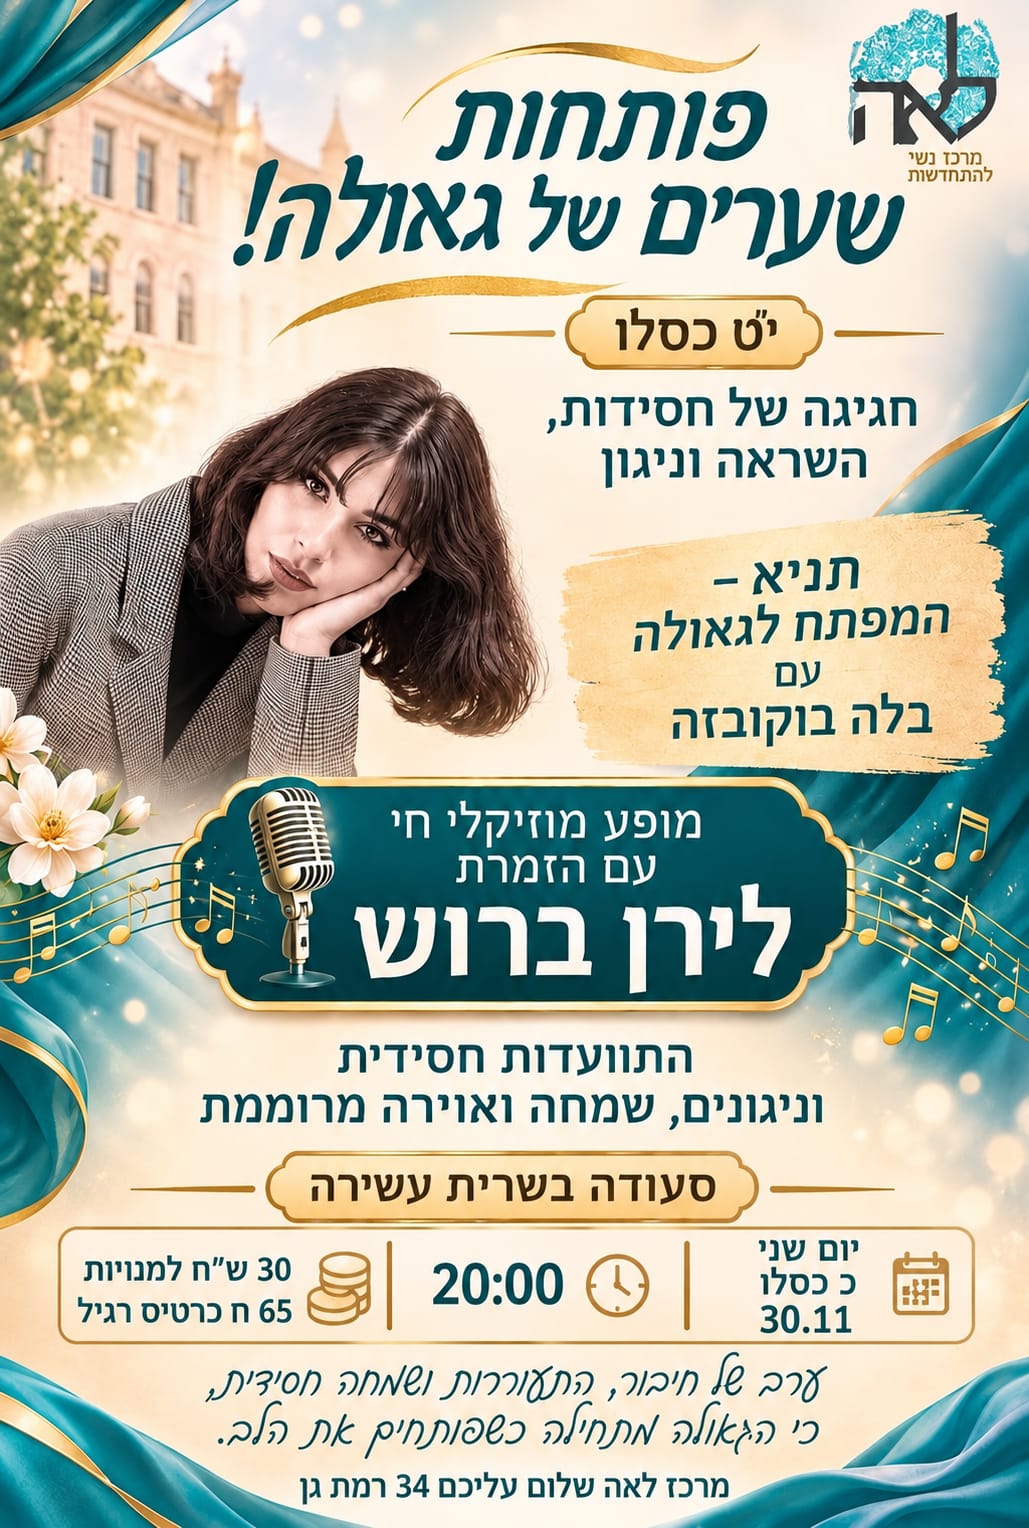 לאה
מרכז נשי
להתחדשות
פותחות
שערים של גאולה!
י"ט כסלו
חגיגה של חסידות,
השראה וניגון
תניא –
המפתח לגאולה
עם
בלה בוקובזה
מופע מוזיקלי חי
עם הזמרת
לירן ברוש
התוועדות חסידית
וניגונים, שמחה ואוירה מרוממת
סעודה בשרית עשירה
יום שני
כ כסלו
30.11
20:00
30 ש"ח למנויות
65 ח כרטיס רגיל
ערב של חיבור, התעוררות ושמחה חסידית,
כי הגאולה מתחילה כשפותחים את הלב.
מרכז לאה שלום עליכם 34 רמת גן